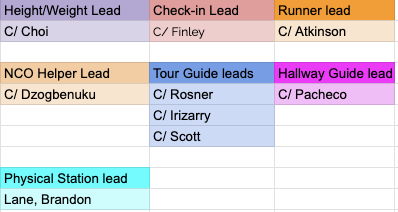 Height/Weight Lead
Check-in Lead
Runner lead
C/ Choi
C/ Finley
C/ Atkinson
NCO Helper Lead
Tour Guide leads
Hallway Guide lead
C/ Dzogbenuku
C/ Rosner
C/ Pacheco
C/ Irizarry
C/ Scott
Physical Station lead
Lane, Brandon